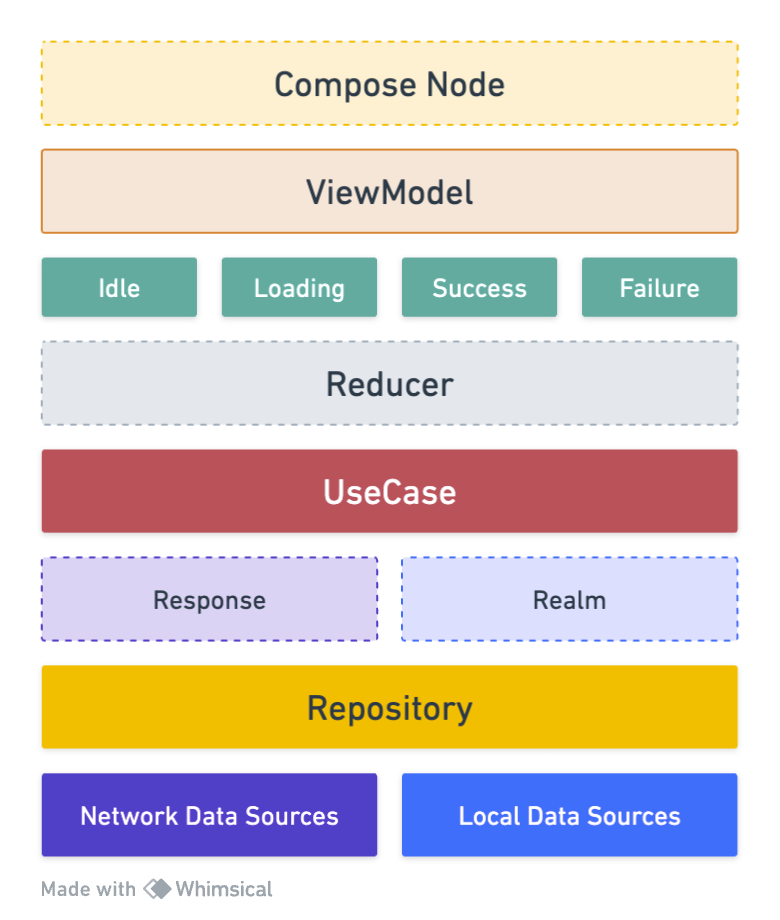 Compose Node
ViewModel
Idle Loading Success Failure
Reducer
UseCase
Response Realm
Repository
Network Data Sources Local Data Sources
Made with Whimsical